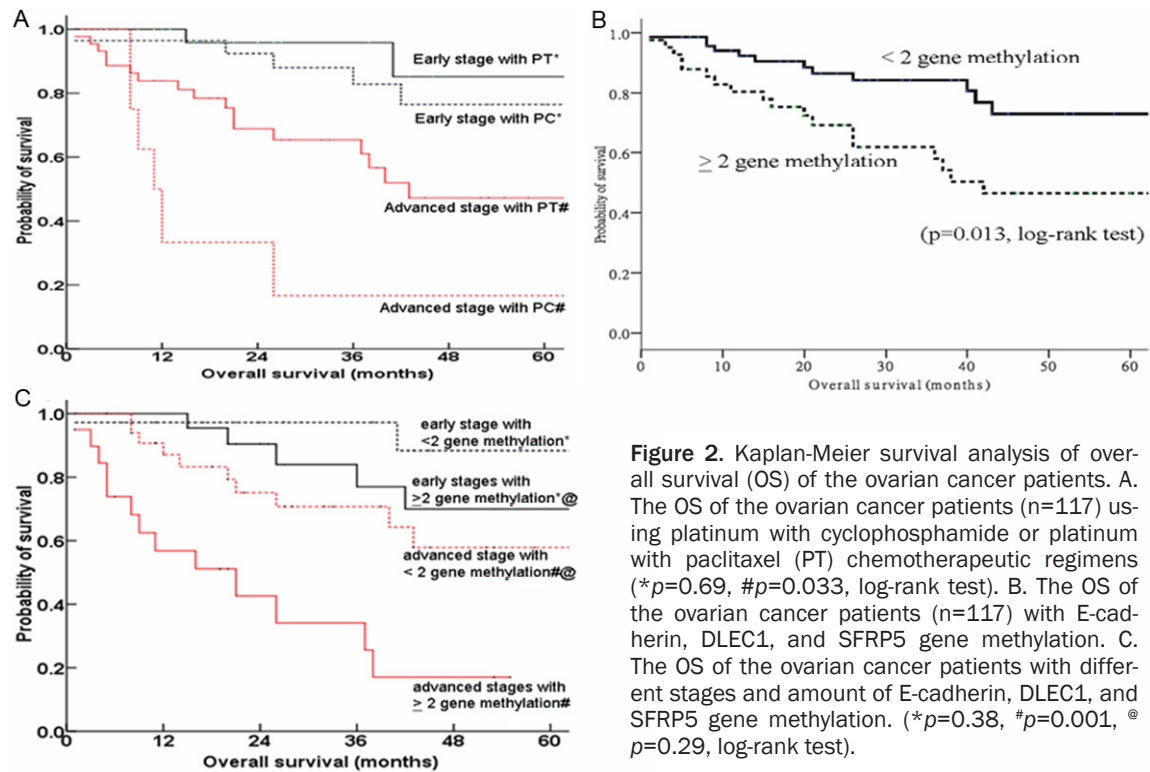 A
Probability of survival
1.0
0.8
0.6
0.4
0.2
0.0
Early stage with PT*
Early stage with PC*
Advanced stage with PT#
Advanced stage with PC#
0 12 24 36 48 60
Overall survival (months)
B
Probability of survival
1.0
0.8
0.6
0.4
0.2
0.0
< 2 gene methylation
≥ 2 gene methylation
(p=0.013, log-rank test)
0 10 20 30 40 50 60
Overall survival (months)
C
Probability of survival
1.0
0.8
0.6
0.4
0.2
0.0
early stage with
<2 gene methylation*
early stages with
≥2 gene methylation*@
advanced stage with
< 2 gene methylation#@
advanced stages with
≥ 2 gene methylation#
0 12 24 36 48 60
Overall survival (months)
Figure 2. Kaplan-Meier survival analysis of over-
all survival (OS) of the ovarian cancer patients. A.
The OS of the ovarian cancer patients (n=117) us-
ing platinum with cyclophosphamide or platinum
with paclitaxel (PT) chemotherapeutic regimens
(*p=0.69, #p=0.033, log-rank test). B. The OS of
the ovarian cancer patients (n=117) with E-cad-
herin, DLEC1, and SFRP5 gene methylation. C.
The OS of the ovarian cancer patients with differ-
ent stages and amount of E-cadherin, DLEC1, and
SFRP5 gene methylation. (*p=0.38, #p=0.001, @
p=0.29, log-rank test).